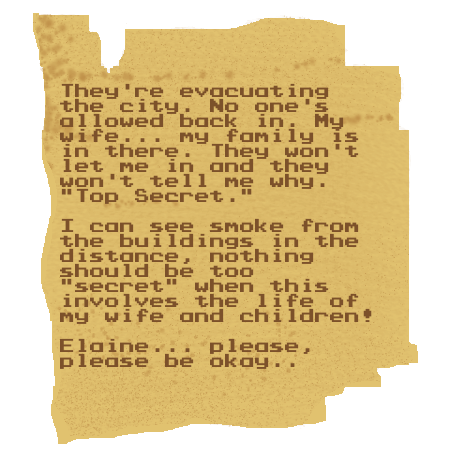 They're evacuating
the city. No one's
allowed back in. My
wife... my family is
in there. They won't
let me in and they
won't tell me why.
"Top Secret."
I can see smoke from
the buildings in the
distance, nothing
should be too
"secret" when this
involves the life of
my wife and children!
Elaine... please,
please be okay..